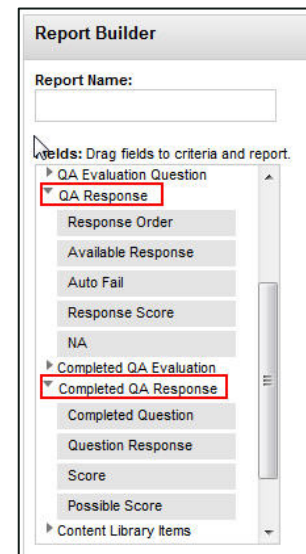 Report Builder
Report Name:
Fields: Drag fields to criteria and report.
QA Evaluation Question
QA Response
Response Order
Available Response
Auto Fail
Response Score
NA
Completed QA Evaluation
Completed QA Response
Completed Question
Question Response
Score
Possible Score
Content Library Items